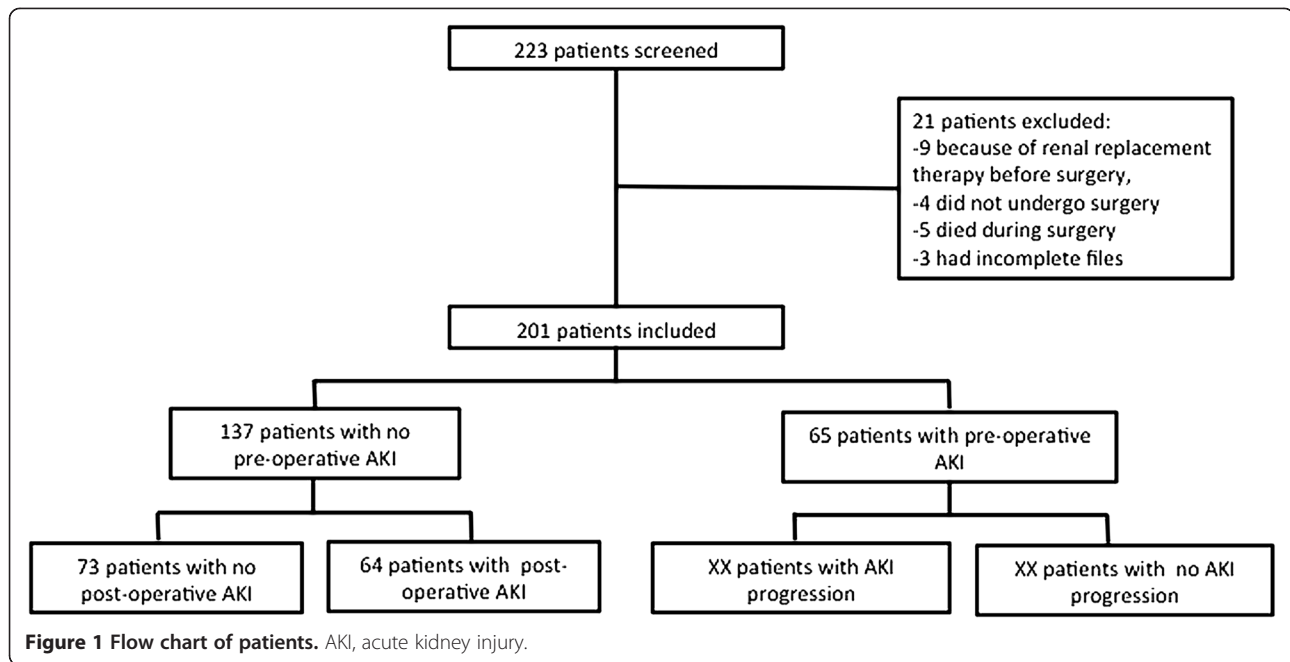 223 patients screened
21 patients excluded:
-9 because of renal replacement
therapy before surgery,
-4 did not undergo surgery
-5 died during surgery
-3 had incomplete files
201 patients included
137 patients with no
pre-operative AKI
65 patients with pre-operative
AKI
73 patients with no
post-operative AKI
64 patients with post-
operative AKI
XX patients with AKI
progression
XX patients with no AKI
progression
Figure 1 Flow chart of patients. AKI, acute kidney injury.